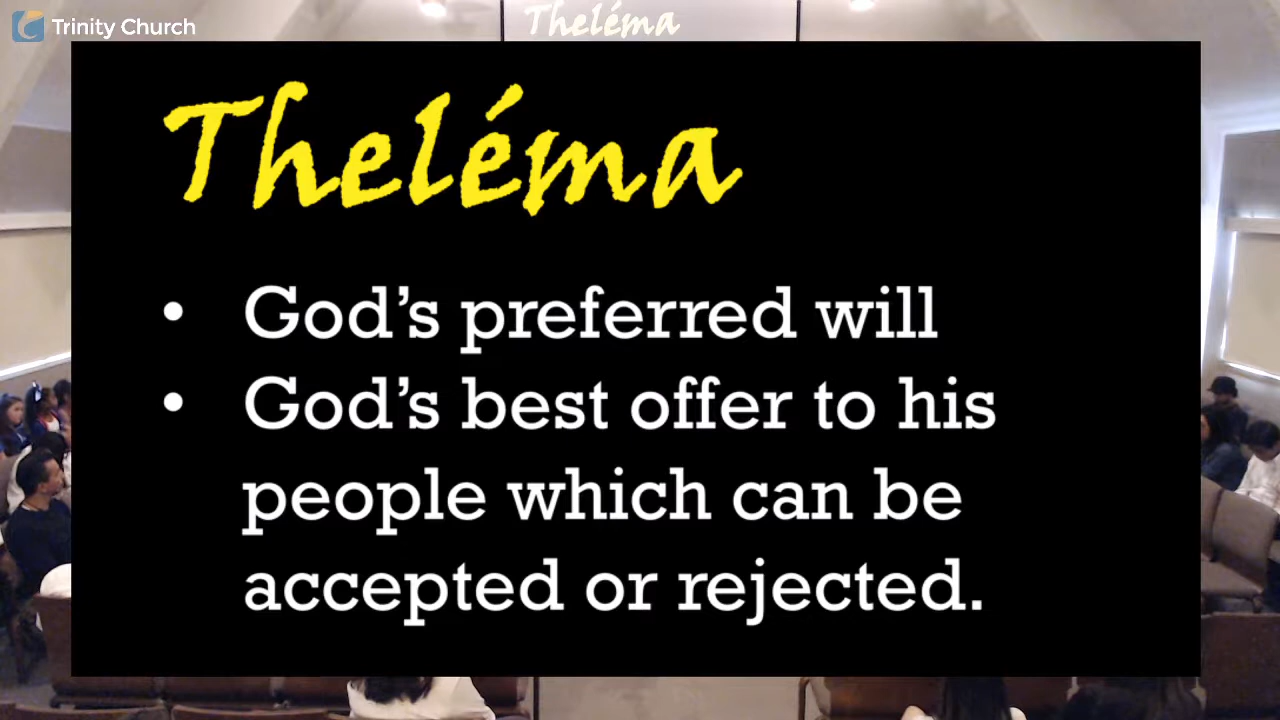 Trinity Church
Theléma
Theléma
• God's preferred will
• God's best offer to his
people which can be
accepted or rejected.